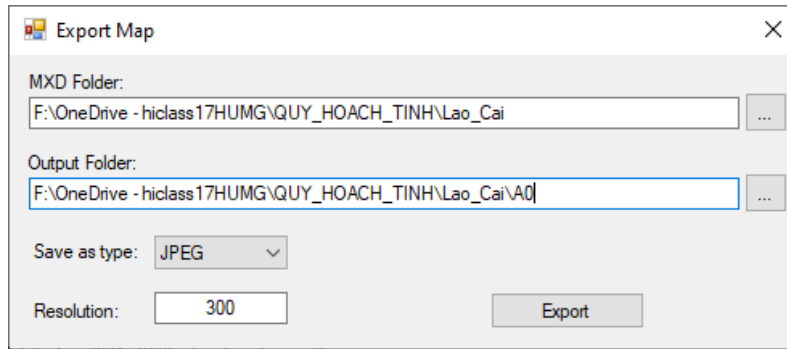 Export Map
MXD Folder:
F:\OneDrive - hiclass17HUMG\QUY_HOACH_TINH\Lao_Cai
...
Output Folder:
F:\OneDrive - hiclass17HUMG\QUY_HOACH_TINH\Lao_Cai\A0
...
Save as type: JPEG
Resolution: 300 Export